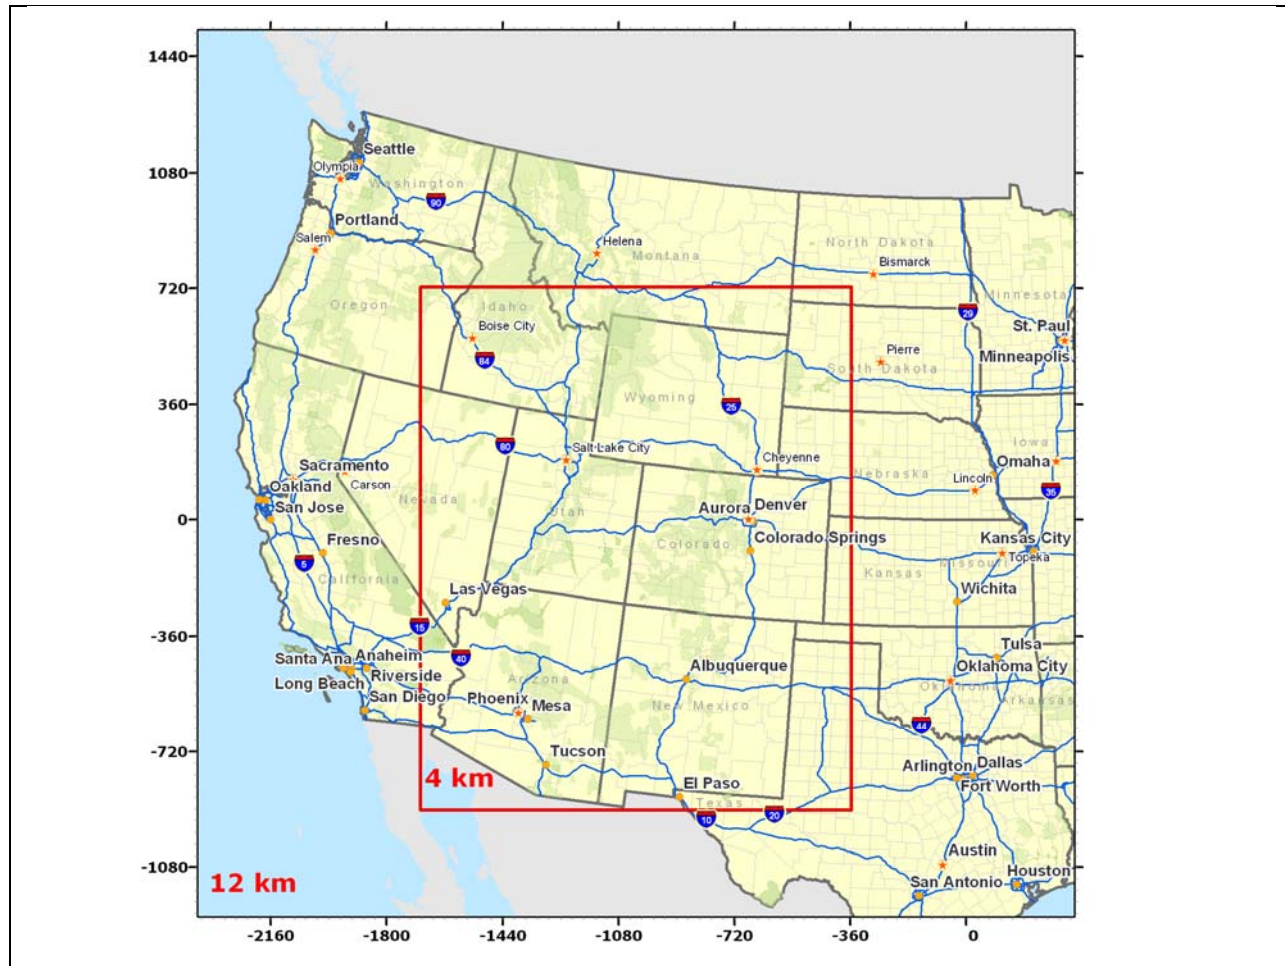 1440
Seattle
1080
Olympia
Washington
90
Portland
Salem
North Dakota
Helena
Montana
Bismarck
720
Minnesota
Oregon
Idaho
29
St. Paul
Boise City
Pierre
84
Minneapolis
South Dakota
360
Wyoming
25
Iowa
80
Salt Lake City
Cheyenne
Sacramento
Nebraska
Omaha
Carson
Lincoln
Oakland
Nevada
35
San Jose
Utah
Aurora
Denver
0
Fresno
Colorado
Colorado Springs
Kansas City
Topeka
5
California
Kansas
Missouri
Las Vegas
Wichita
15
-360
40
Tulsa
Santa Ana
Anaheim
Albuquerque
Oklahoma City
Riverside
Arizona
Long Beach
Oklahoma
San Diego
Phoenix
Mesa
New Mexico
Arkansas
44
-720
Tucson
Arlington
Dallas
4 km
El Paso
Fort Worth
Texas
10
20
Austin
-1080
12 km
Houston
San Antonio
-2160
-1800
-1440
-1080
-720
-360
0